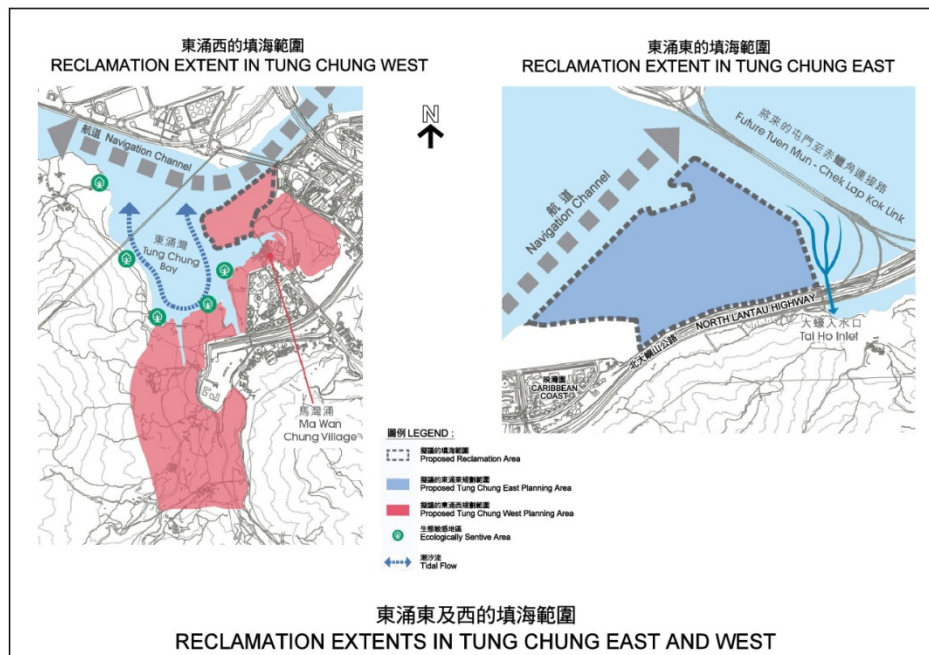 東涌西的填海範圍
RECLAMATION EXTENT IN TUNG CHUNG WEST
N
航道 Navigation Channel
東涌灣
Tung Chung
Bay
馬灣涌
Ma Wan
Chung Village
東涌東的填海範圍
RECLAMATION EXTENT IN TUNG CHUNG EAST
將來的屯門至赤鱲角連接路
Future Tuen Mun - Chek Lap Kok Link
航道
Navigation Channel
NORTH LANTAU HIGHWAY
北大嶼山公路
大蠔入水口
Tai Ho Inlet
映灣園
CARIBBEAN
COAST
圖例 LEGEND :
擬議的填海範圍
Proposed Reclamation Area
擬議的東涌東規劃範圍
Proposed Tung Chung East Planning Area
擬議的東涌西規劃範圍
Proposed Tung Chung West Planning Area
生態敏感地區
Ecologically Sentive Area
潮汐流
Tidal Flow
東涌東及西的填海範圍
RECLAMATION EXTENTS IN TUNG CHUNG EAST AND WEST